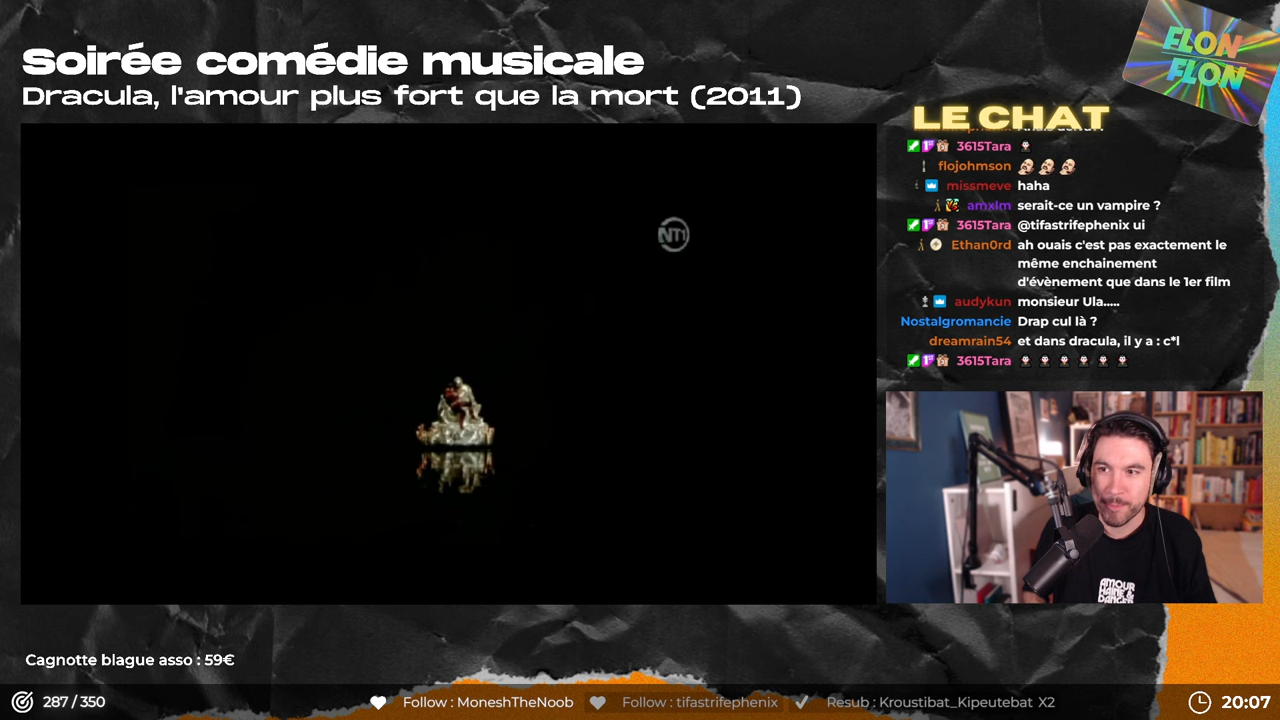 Soirée comédie musicale
Dracula, l'amour plus fort que la mort (2011)
FLON
FLON
LE CHAT
3615Tara
flojohmson
missmeve haha
amxlm serait-ce un vampire ?
3615Tara @tifastrifephenix ui
Ethan0rd ah ouais c'est pas exactement le
même enchainement
d'évènement que dans le 1er film
audykun monsieur Ula.....
Nostalgromancie Drap cul là ?
dreamrain54 et dans dracula, il y a : c*l
3615Tara
NT1
AMOUR
HAINE &
DANGER
Cagnotte blague asso : 59€
287 / 350
Follow : MoneshTheNoob
Follow : tifastrifephenix
Resub : Kroustibat_Kipeutebat X2
20:07